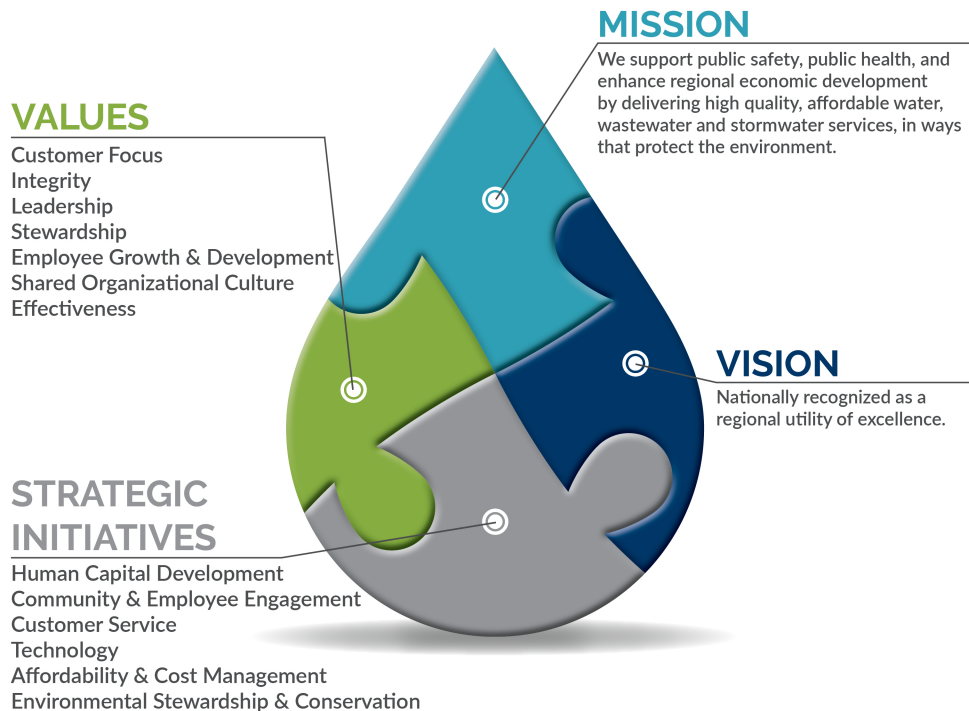 MISSION
We support public safety, public health, and
enhance regional economic development
by delivering high quality, affordable water,
wastewater and stormwater services, in ways
that protect the environment.
VALUES
Customer Focus
Integrity
Leadership
Stewardship
Employee Growth & Development
Shared Organizational Culture
Effectiveness
VISION
Nationally recognized as a
regional utility of excellence.
STRATEGIC
INITIATIVES
Human Capital Development
Community & Employee Engagement
Customer Service
Technology
Affordability & Cost Management
Environmental Stewardship & Conservation